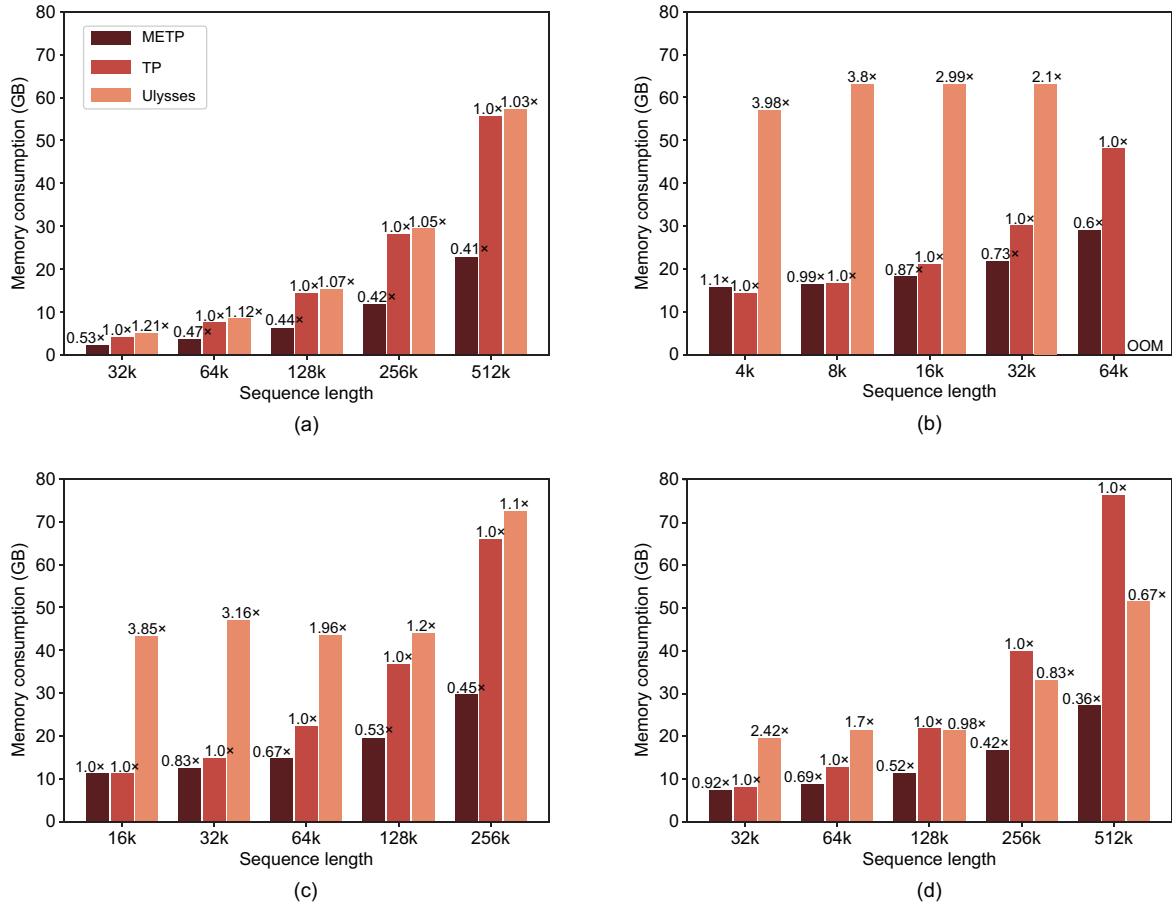 METP
TP
Ulysses
Memory consumption (GB)
80
70
60
50
40
30
20
10
0
0.53× 1.0× 1.21×
0.47× 1.0× 1.12×
0.44× 1.0× 1.07×
0.42× 1.0× 1.05×
0.41× 1.0× 1.03×
32k 64k 128k 256k 512k
Sequence length
(a)
Memory consumption (GB)
80
70
60
50
40
30
20
10
0
1.1× 1.0× 3.98×
0.99× 1.0× 3.8×
0.87× 1.0× 2.99×
0.73× 1.0× 2.1×
0.6× 1.0× OOM
4k 8k 16k 32k 64k
Sequence length
(b)
Memory consumption (GB)
80
70
60
50
40
30
20
10
0
1.0× 1.0× 3.85×
0.83× 1.0× 3.16×
0.67× 1.0× 1.96×
0.53× 1.0× 1.2×
0.45× 1.0× 1.1×
16k 32k 64k 128k 256k
Sequence length
(c)
Memory consumption (GB)
80
70
60
50
40
30
20
10
0
0.92× 1.0× 2.42×
0.69× 1.0× 1.7×
0.52× 1.0× 0.98×
0.42× 1.0× 0.83×
0.36× 1.0× 0.67×
32k 64k 128k 256k 512k
Sequence length
(d)